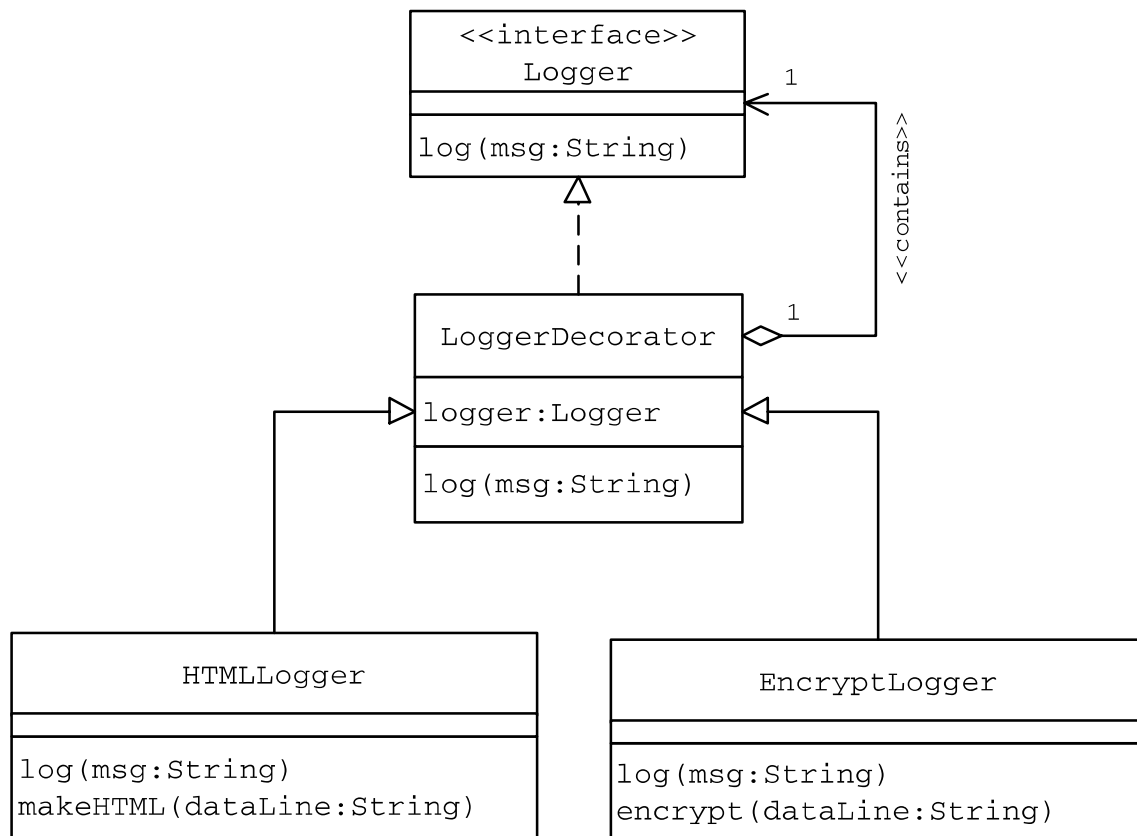 <<interface>>
Logger
log(msg:String)
1
<<contains>>
1
LoggerDecorator
logger:Logger
log(msg:String)
HTMLLogger
log(msg:String)
makeHTML(dataLine:String)
EncryptLogger
log(msg:String)
encrypt(dataLine:String)